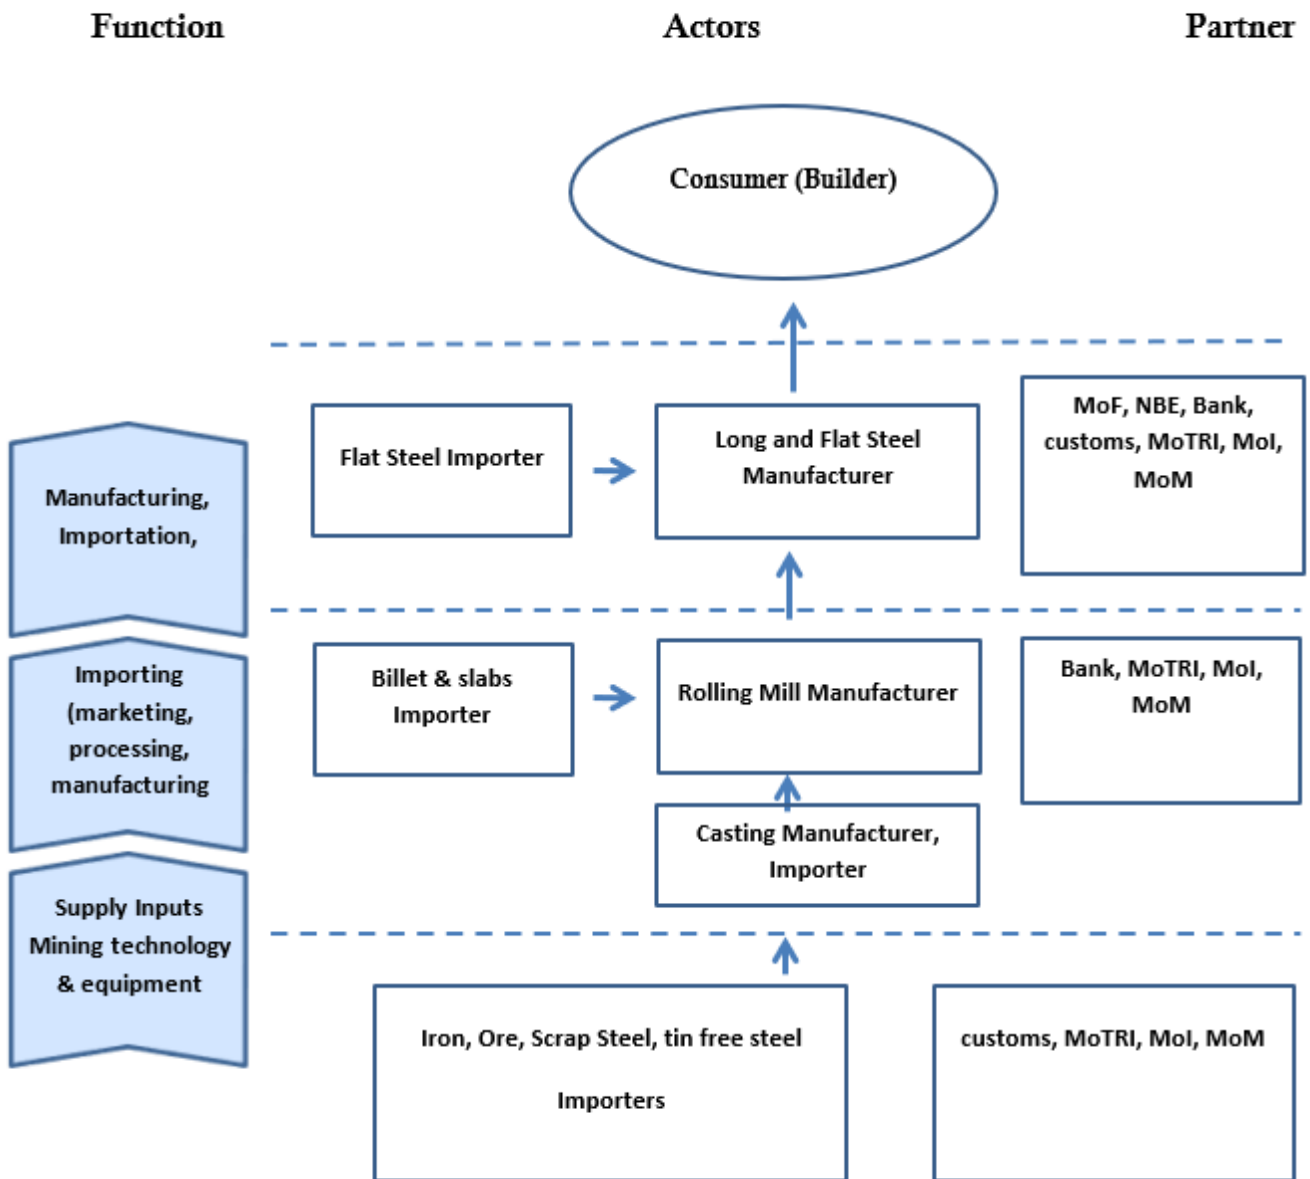 Function
Actors
Partner
Consumer (Builder)
Manufacturing,
Importation,
Flat Steel Importer
Long and Flat Steel
Manufacturer
MoF, NBE, Bank,
customs, MoTRI, MoI,
MoM
Importing
(marketing,
processing,
manufacturing
Billet & slabs
Importer
Rolling Mill Manufacturer
Bank, MoTRI, MoI,
MoM
Casting Manufacturer,
Importer
Supply Inputs
Mining technology
& equipment
Iron, Ore, Scrap Steel, tin free steel
Importers
customs, MoTRI, MoI, MoM